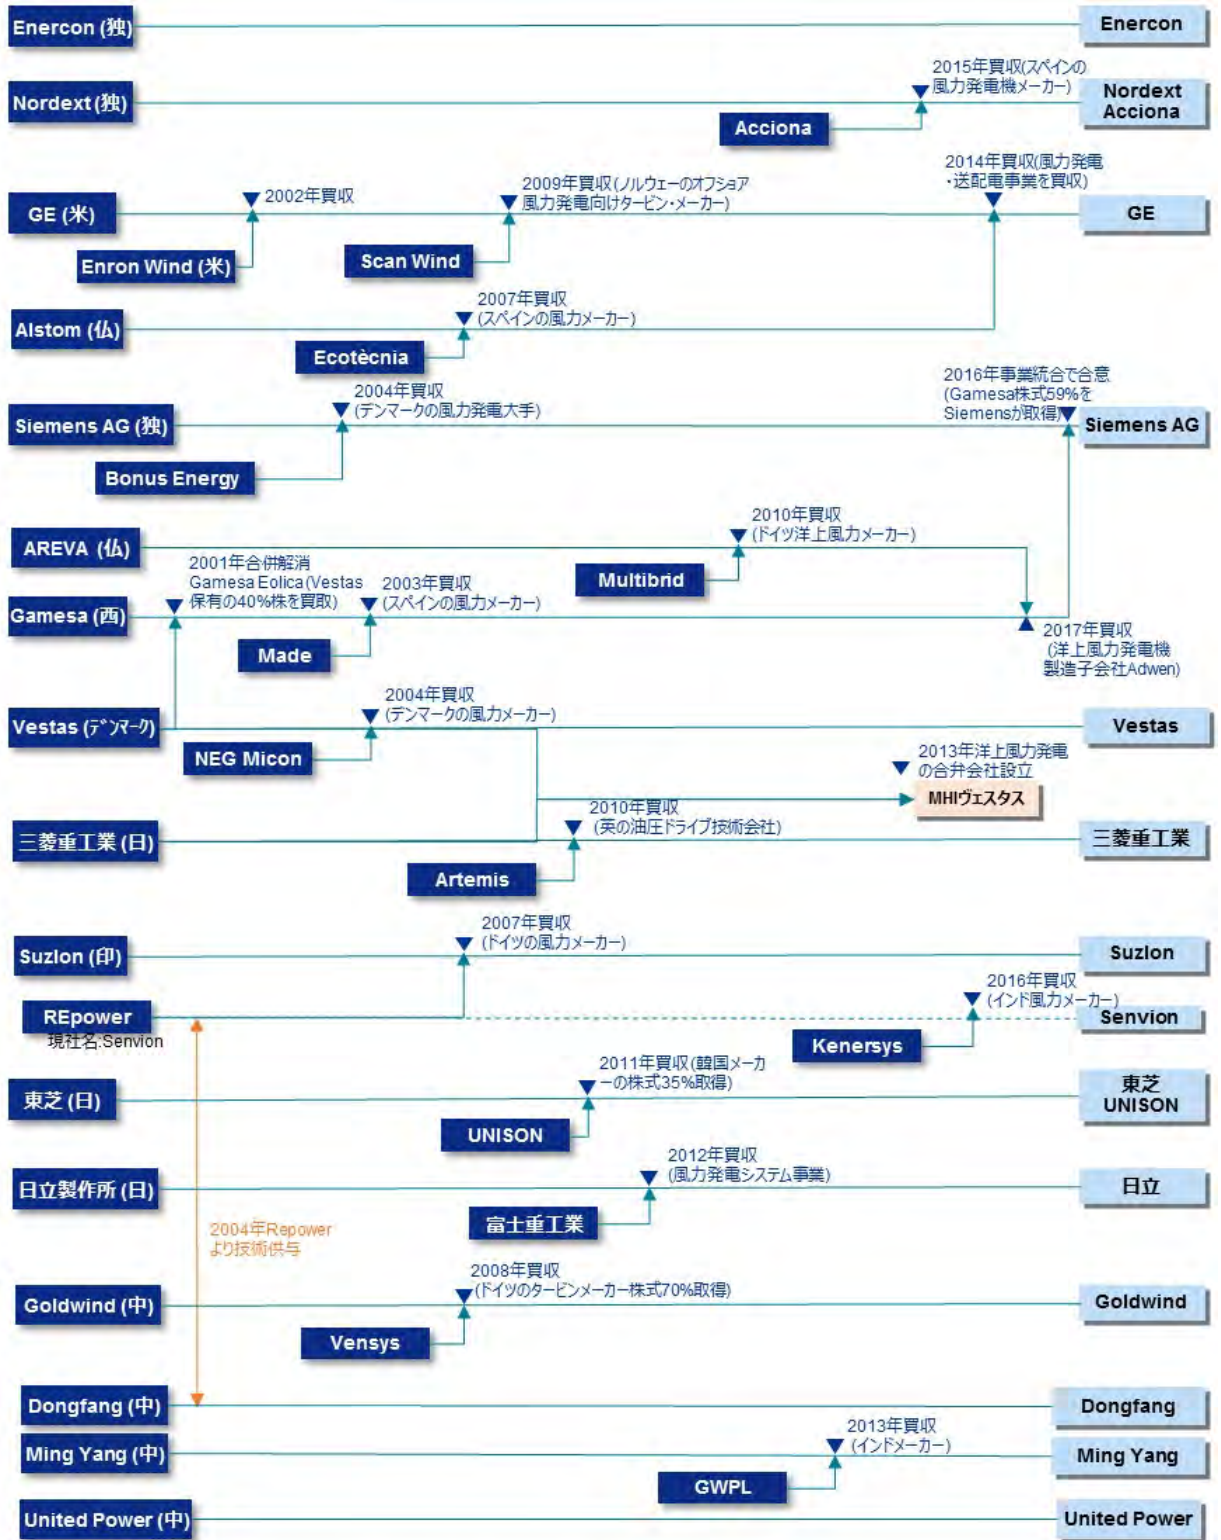 Enercon (独)
Enercon
2015年買収(スペインの
風力発電機メーカー)
Nordext (独)
Nordext
Acciona
Acciona
2014年買収(風力発電
・送配電事業を買収)
2009年買収(ノルウェーのオフショア
風力発電向けタービン・メーカー)
2002年買収
GE (米)
GE
Enron Wind (米)
Scan Wind
2007年買収
(スペインの風力メーカー)
Alstom (仏)
Ecotècnia
2016年事業統合で合意
(Gamesa株式59%を
Siemensが取得)
2004年買収
(デンマークの風力発電大手)
Siemens AG (独)
Siemens AG
Bonus Energy
2010年買収
(ドイツ洋上風力メーカー)
AREVA (仏)
Multibrid
2001年合併解消
Gamesa Eolica (Vestas
保有の40%株を買取)
2003年買収
(スペインの風力メーカー)
Gamesa (西)
Made
2017年買収
(洋上風力発電機
製造子会社Adwen)
2004年買収
(デンマークの風力メーカー)
Vestas (ﾃﾞﾝﾏｰｸ)
Vestas
NEG Micon
2013年洋上風力発電
の合弁会社設立
MHIヴェスタス
2010年買収
(英の油圧ドライブ技術会社)
三菱重工業 (日)
三菱重工業
Artemis
2007年買収
(ドイツの風力メーカー)
Suzlon (印)
Suzlon
2016年買収
(インド風力メーカー)
REpower
現社名:Senvion
Senvion
Kenersys
2011年買収(韓国メーカ
ーの株式35%取得)
東芝 (日)
東芝
UNISON
UNISON
2012年買収
(風力発電システム事業)
日立製作所 (日)
日立
富士重工業
2004年Repower
より技術供与
2008年買収
(ドイツのタービンメーカー株式70%取得)
Goldwind (中)
Goldwind
Vensys
Dongfang (中)
Dongfang
2013年買収
(インドメーカー)
Ming Yang (中)
Ming Yang
GWPL
United Power (中)
United Power